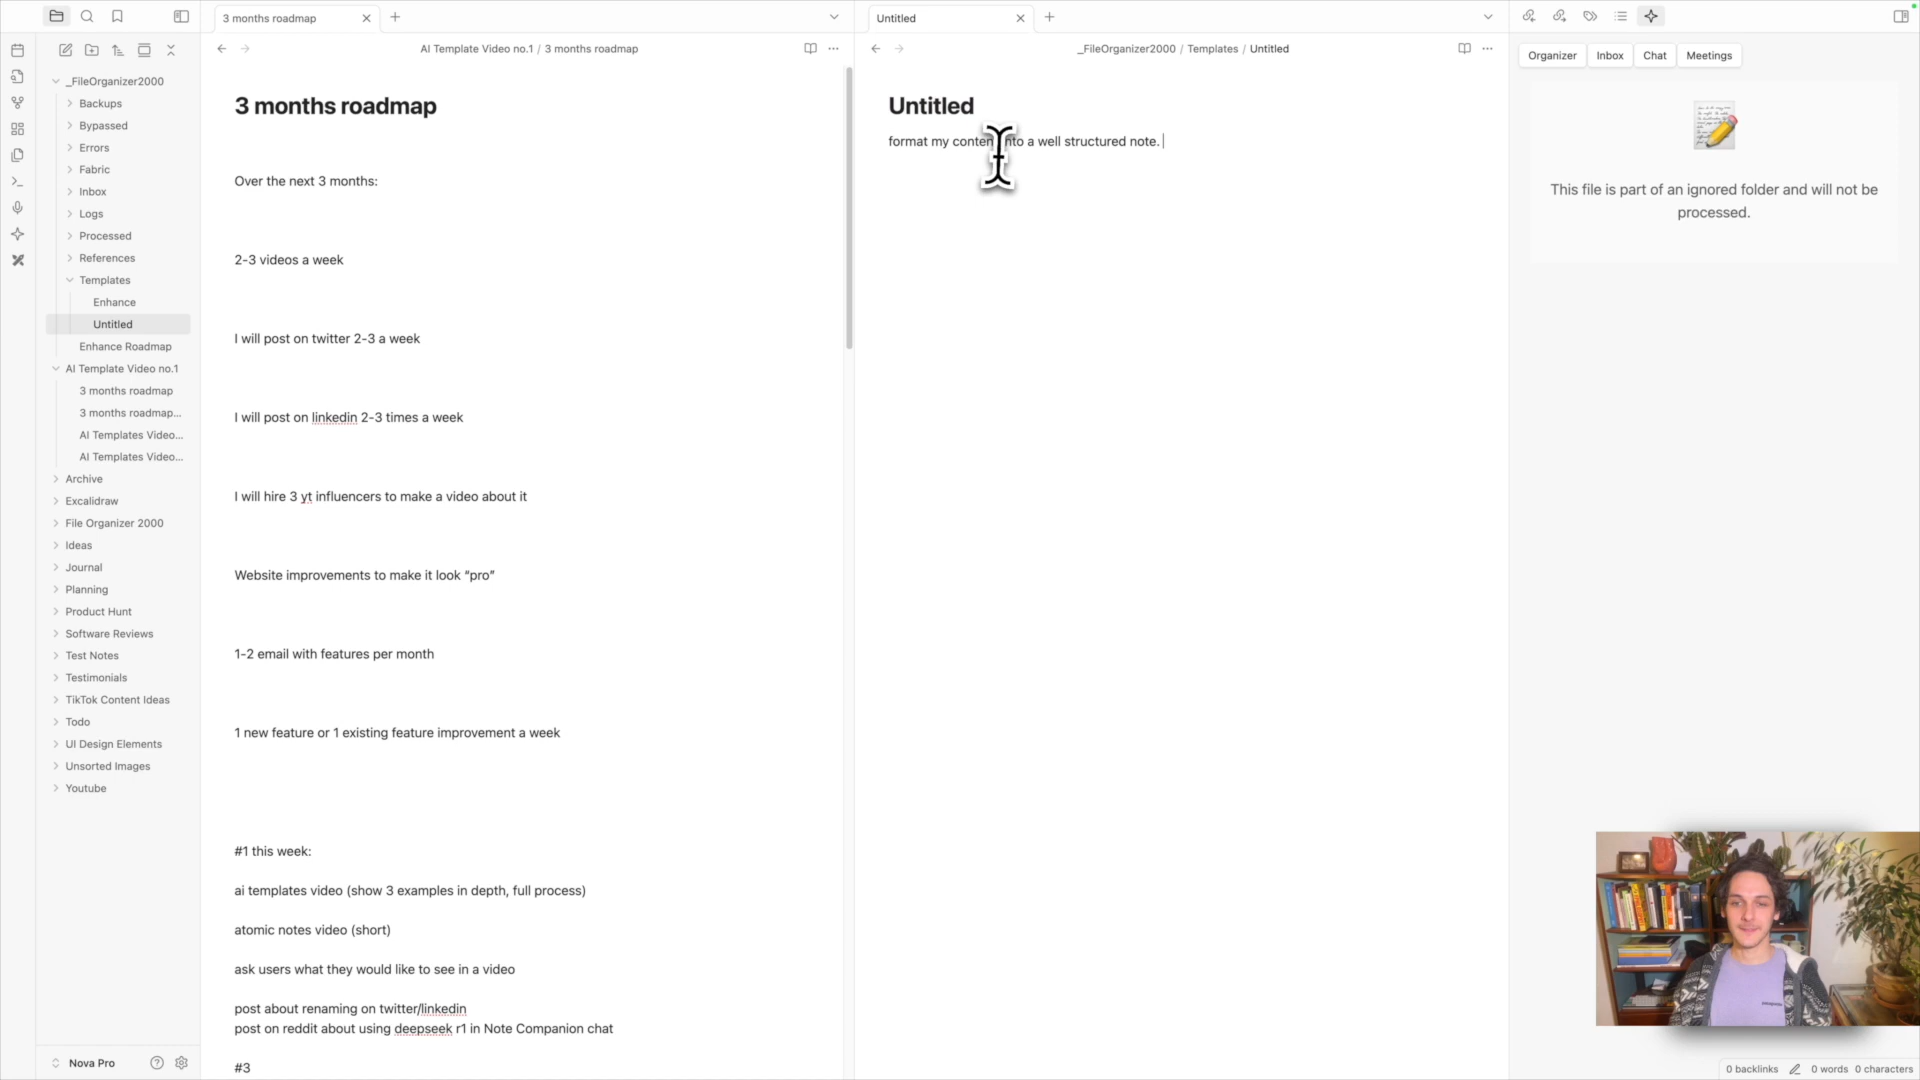 3 months roadmap
Untitled
AI Template Video no.1 / 3 months roadmap
_FileOrganizer2000 / Templates / Untitled
Organizer
Inbox
Chat
Meetings
_FileOrganizer2000
Backups
Bypassed
Errors
Fabric
Inbox
Logs
Processed
References
Templates
Enhance
Untitled
Enhance Roadmap
AI Template Video no.1
3 months roadmap
3 months roadmap...
AI Templates Video...
AI Templates Video...
Archive
Excalidraw
File Organizer 2000
Ideas
Journal
Planning
Product Hunt
Software Reviews
Test Notes
Testimonials
TikTok Content Ideas
Todo
UI Design Elements
Unsorted Images
Youtube
Nova Pro
3 months roadmap
Over the next 3 months:
2-3 videos a week
I will post on twitter 2-3 a week
I will post on linkedin 2-3 times a week
I will hire 3 yt influencers to make a video about it
Website improvements to make it look “pro”
1-2 email with features per month
1 new feature or 1 existing feature improvement a week
#1 this week:
ai templates video (show 3 examples in depth, full process)
atomic notes video (short)
ask users what they would like to see in a video
post about renaming on twitter/linkedin
post on reddit about using deepseek r1 in Note Companion chat
#3
Untitled
format my content into a well structured note.
This file is part of an ignored folder and will not be
processed.
0 backlinks
0 words
0 characters